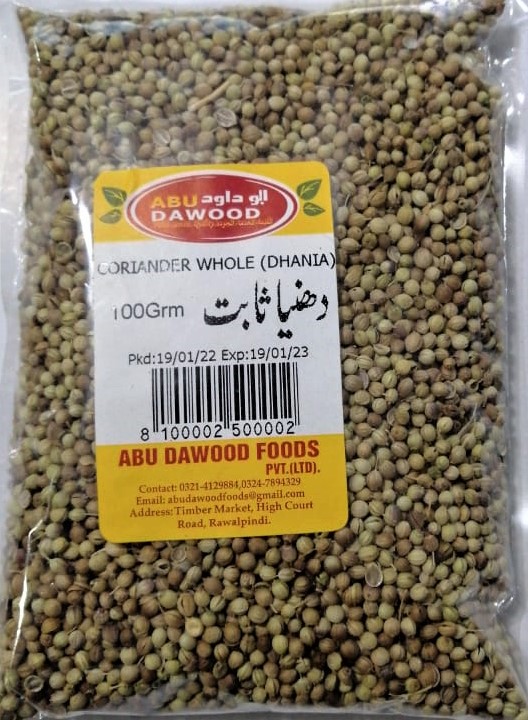 ABU ابو داود
DAWOOD
CORIANDER WHOLE (DHANIA)
100Grm دھنیا ثابت
Pkd:19/01/22 Exp:19/01/23
8 100002 500002
ABU DAWOOD FOODS
PVT.(LTD).
Contact: 0321-4129884,0324-7894329
Email: abudawoodfoods@gmail.com
Address: Timber Market, High Court
Road, Rawalpindi.